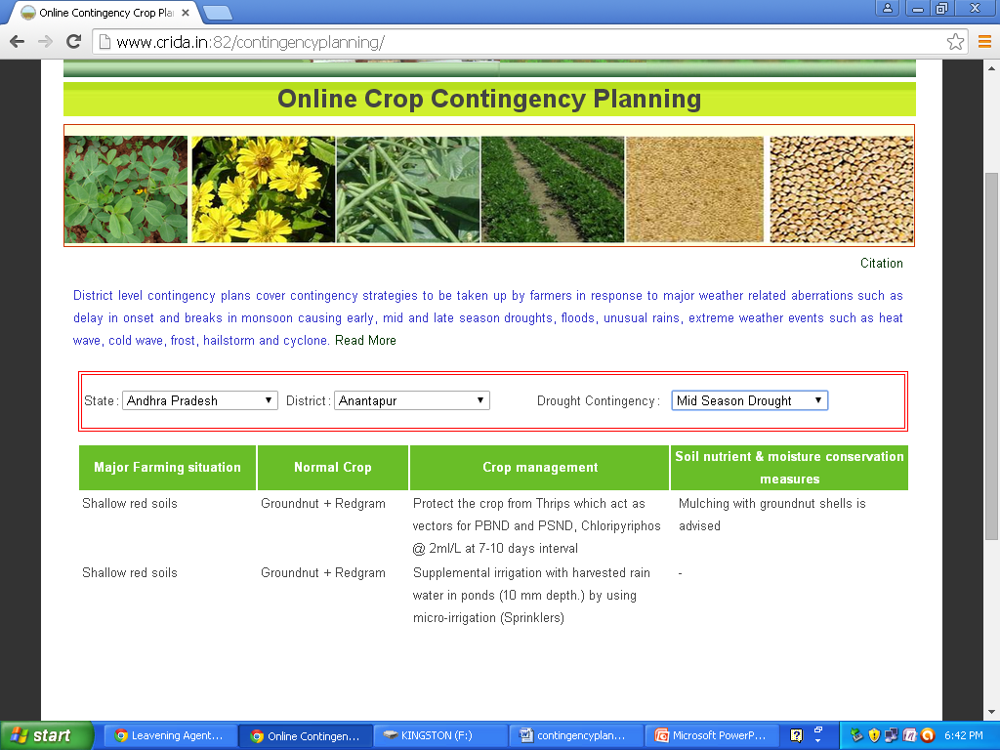 Online Contingency Crop Pla
www.crida.in:82/contingencyplanning/
Online Crop Contingency Planning
Citation
District level contingency plans cover contingency strategies to be taken up by farmers in response to major weather related aberrations such as
delay in onset and breaks in monsoon causing early, mid and late season droughts, floods, unusual rains, extreme weather events such as heat
wave, cold wave, frost, hailstorm and cyclone. Read More
State : Andhra Pradesh District : Anantapur Drought Contingency : Mid Season Drought
Major Farming situation Normal Crop Crop management Soil nutrient & moisture conservation
measures
Shallow red soils Groundnut + Redgram Protect the crop from Thrips which act as Mulching with groundnut shells is
vectors for PBND and PSND, Chloripyriphos advised
@ 2ml/L at 7-10 days interval
Shallow red soils Groundnut + Redgram Supplemental irrigation with harvested rain -
water in ponds (10 mm depth.) by using
micro-irrigation (Sprinklers)
start Leavening Agent... Online Contingen... KINGSTON (F:) contingencyplan... Microsoft PowerP... 6:42 PM